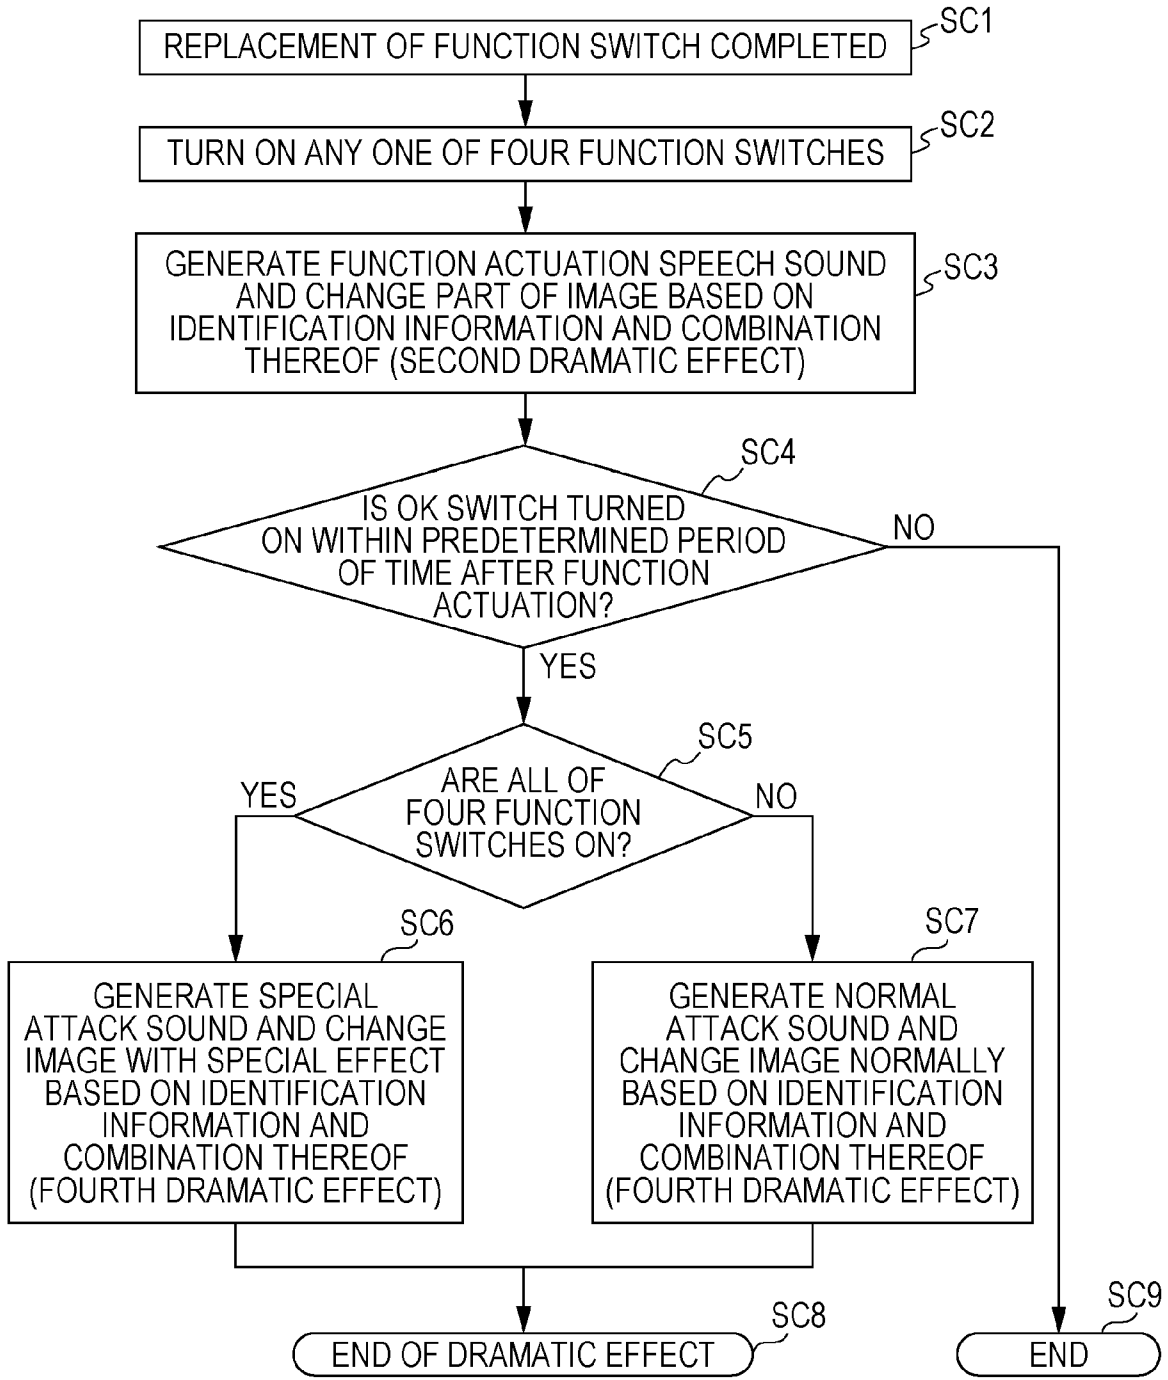 SC1
REPLACEMENT OF FUNCTION SWITCH COMPLETED
SC2
TURN ON ANY ONE OF FOUR FUNCTION SWITCHES
SC3
GENERATE FUNCTION ACTUATION SPEECH SOUND
AND CHANGE PART OF IMAGE BASED ON
IDENTIFICATION INFORMATION AND COMBINATION
THEREOF (SECOND DRAMATIC EFFECT)
SC4
IS OK SWITCH TURNED
ON WITHIN PREDETERMINED PERIOD
OF TIME AFTER FUNCTION
ACTUATION?
NO
YES
SC5
ARE ALL OF
FOUR FUNCTION
SWITCHES ON?
YES
NO
SC6
GENERATE SPECIAL
ATTACK SOUND AND CHANGE
IMAGE WITH SPECIAL EFFECT
BASED ON IDENTIFICATION
INFORMATION AND
COMBINATION THEREOF
(FOURTH DRAMATIC EFFECT)
SC7
GENERATE NORMAL
ATTACK SOUND AND
CHANGE IMAGE NORMALLY
BASED ON IDENTIFICATION
INFORMATION AND
COMBINATION THEREOF
(FOURTH DRAMATIC EFFECT)
SC8
END OF DRAMATIC EFFECT
SC9
END